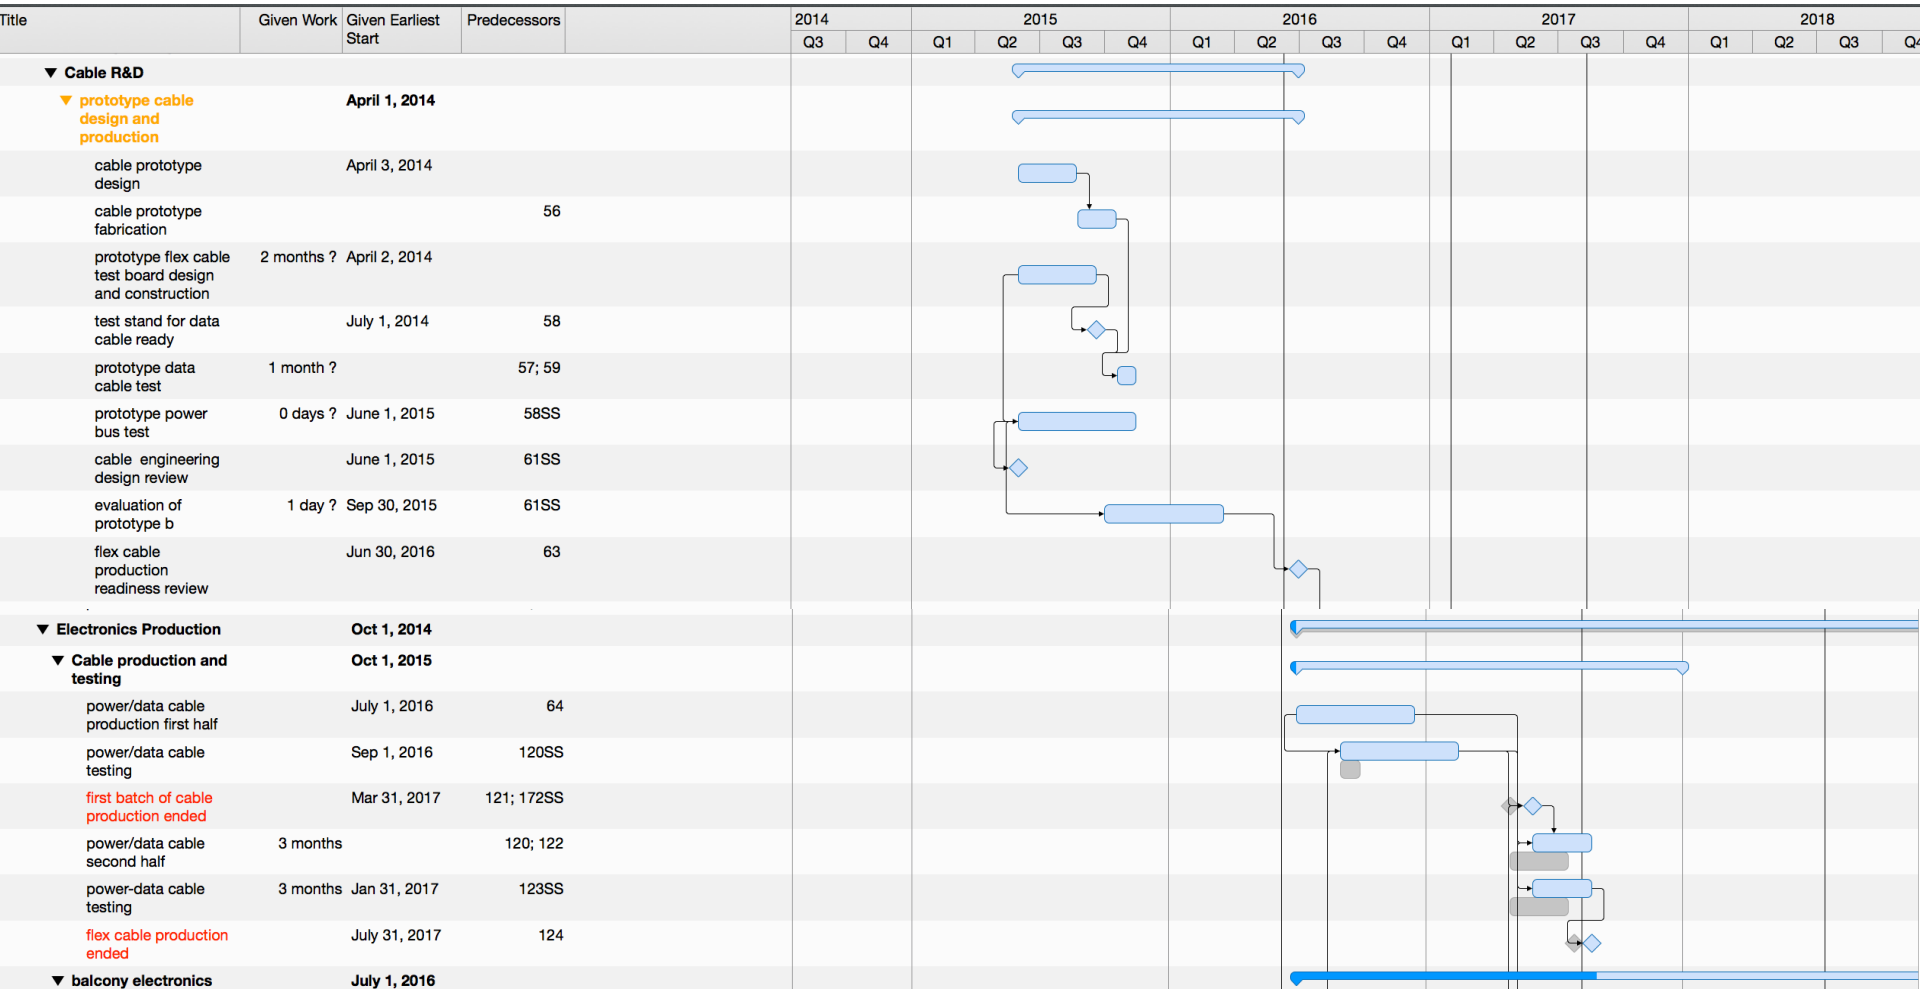 Title Given Work Given Earliest Start Predecessors
2014 2015 2016 2017 2018
Q3 Q4 Q1 Q2 Q3 Q4 Q1 Q2 Q3 Q4 Q1 Q2 Q3 Q4 Q1 Q2 Q3 Q4
Cable R&D
prototype cable April 1, 2014
design and
production
cable prototype April 3, 2014
design
cable prototype 56
fabrication
prototype flex cable 2 months ? April 2, 2014
test board design
and construction
test stand for data July 1, 2014 58
cable ready
prototype data 1 month ? 57; 59
cable test
prototype power 0 days ? June 1, 2015 58SS
bus test
cable engineering June 1, 2015 61SS
design review
evaluation of 1 day ? Sep 30, 2015 61SS
prototype b
flex cable Jun 30, 2016 63
production
readiness review
Electronics Production Oct 1, 2014
Cable production and Oct 1, 2015
testing
power/data cable July 1, 2016 64
production first half
power/data cable Sep 1, 2016 120SS
testing
first batch of cable Mar 31, 2017 121; 172SS
production ended
power/data cable 3 months 120; 122
second half
power-data cable 3 months Jan 31, 2017 123SS
testing
flex cable production July 31, 2017 124
ended
balcony electronics July 1, 2016